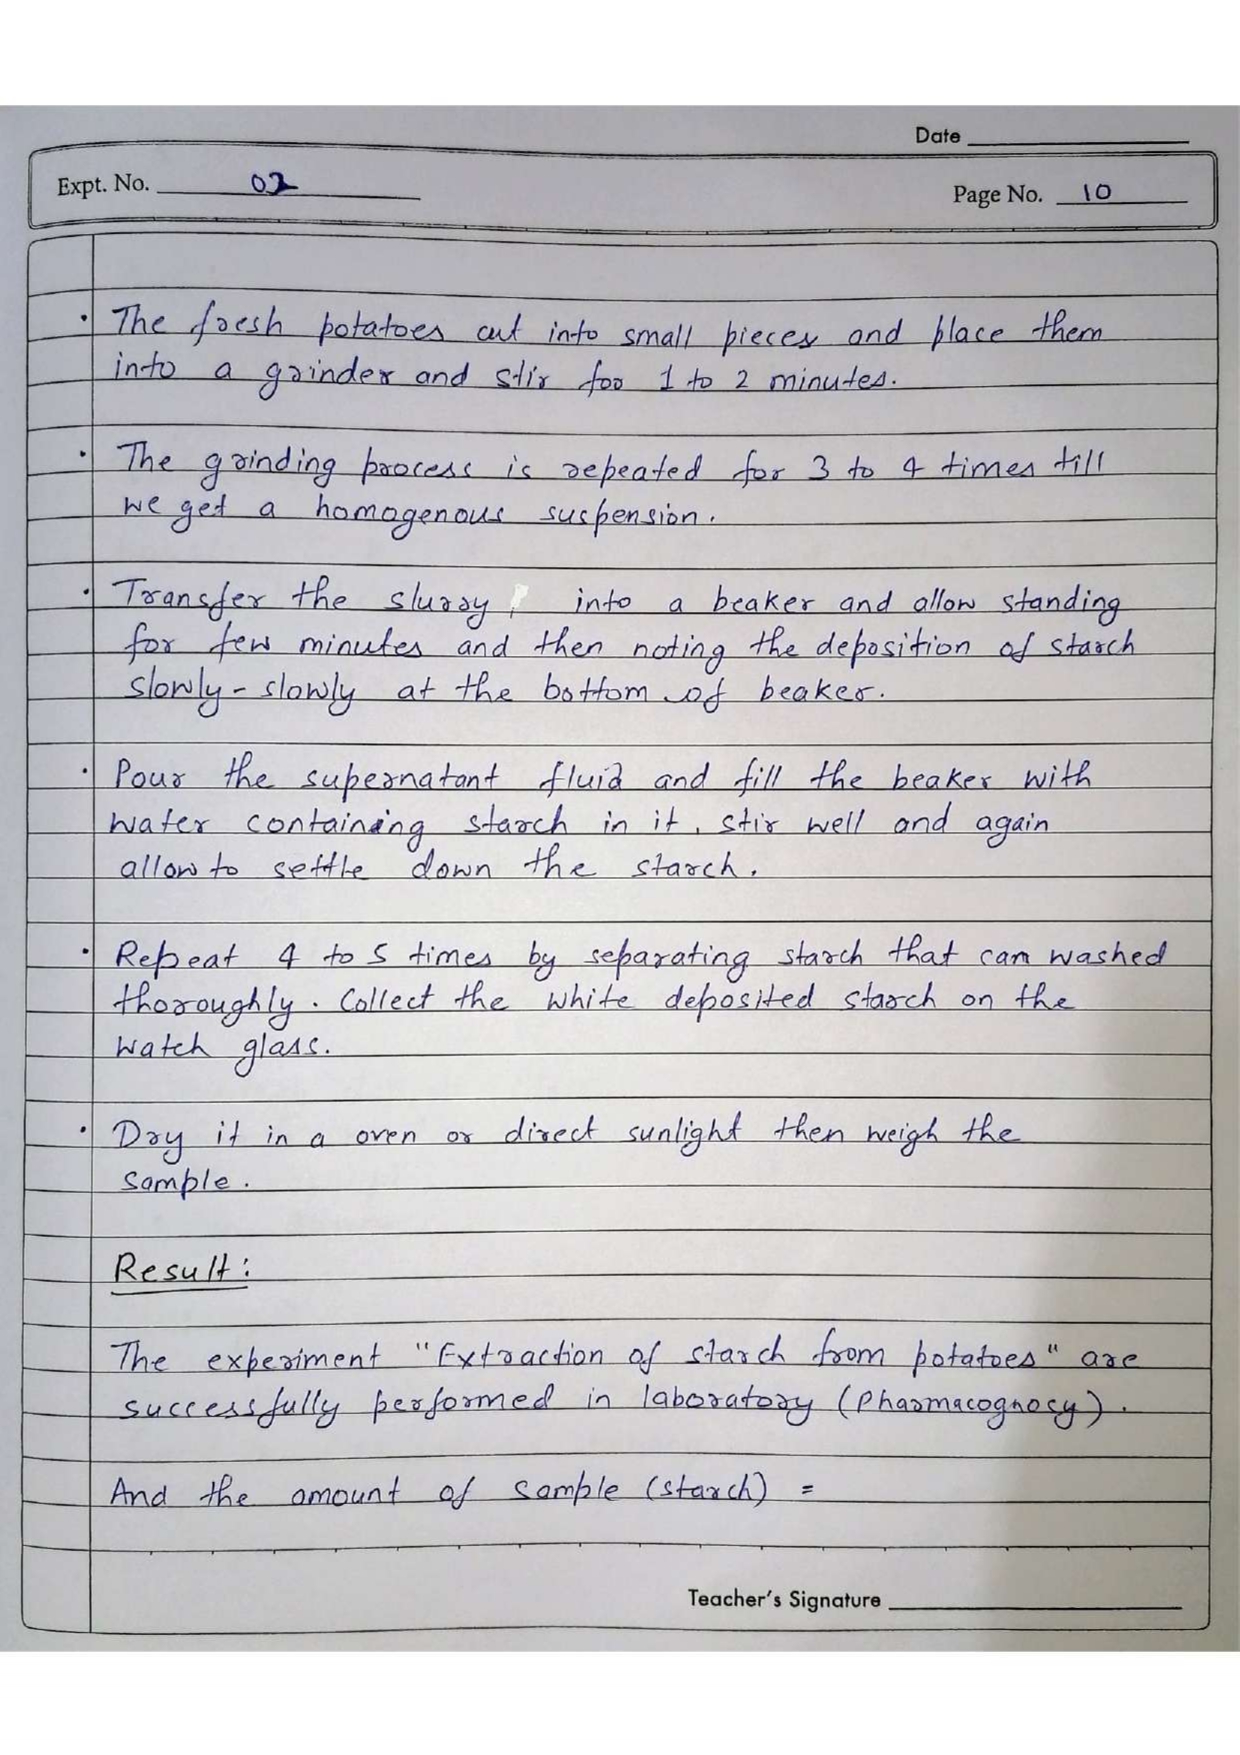 Date
Expt. No. 02
Page No. 10
• The fresh potatoes cut into small pieces and place them
into a grinder and stir for 1 to 2 minutes.
• The grinding process is repeated for 3 to 4 times till
we get a homogenous suspension.
• Transfer the slurry into a beaker and allow standing
for few minutes and then noting the deposition of starch
slowly-slowly at the bottom of beaker.
• Pour the supernatant fluid and fill the beaker with
water containing starch in it, stir well and again
allow to settle down the starch.
• Repeat 4 to 5 times by separating starch that can washed
thoroughly. Collect the white deposited starch on the
watch glass.
• Dry it in a oven or direct sunlight then weigh the
sample.
Result:
The experiment "Extraction of starch from potatoes" are
successfully performed in laboratory (Pharmacognosy).
And the amount of sample (starch) =
Teacher's Signature